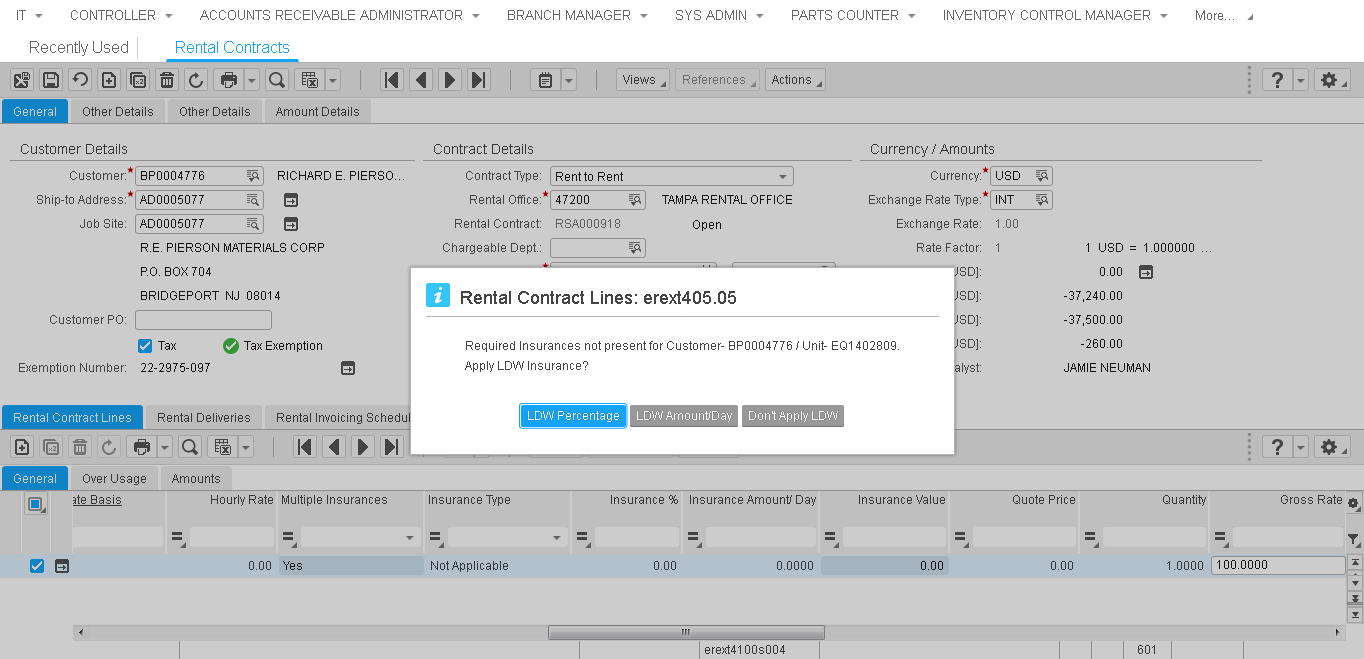 IT CONTROLLER ACCOUNTS RECEIVABLE ADMINISTRATOR BRANCH MANAGER SYS ADMIN PARTS COUNTER INVENTORY CONTROL MANAGER More...
Recently Used Rental Contracts
Views References Actions ?
General Other Details Other Details Amount Details
Customer Details Contract Details Currency / Amounts
Customer:* BP0004776 RICHARD E. PIERSO... Contract Type: Rent to Rent Currency:* USD
Ship-to Address:* AD0005077 Rental Office:* 47200 TAMPA RENTAL OFFICE Exchange Rate Type:* INT
Job Site: AD0005077 Rental Contract: RSA000918 Open Exchange Rate: 1.00
R.E. PIERSON MATERIALS CORP Chargeable Dept.: Rate Factor: 1 1 USD = 1.000000 ...
P.O. BOX 704 * JSD]: 0.00
BRIDGEPORT NJ 08014 JSD]: -37,240.00
Customer PO: JSD]: -37,500.00
Tax Tax Exemption JSD]: -260.00
Exemption Number: 22-2975-097 alyst: JAMIE NEUMAN
i Rental Contract Lines: erext405.05
Required Insurances not present for Customer- BP0004776 / Unit- EQ1402809.
Apply LDW Insurance?
LDW Percentage LDW Amount/Day Don't Apply LDW
Rental Contract Lines Rental Deliveries Rental Invoicing Schedul
?
General Over Usage Amounts
ate Basis Hourly Rate Multiple Insurances Insurance Type Insurance % Insurance Amount/ Day Insurance Value Quote Price Quantity Gross Rate
0.00 Yes Not Applicable 0.00 0.0000 0.00 0.00 1.0000 100.0000
erext4100s004 601